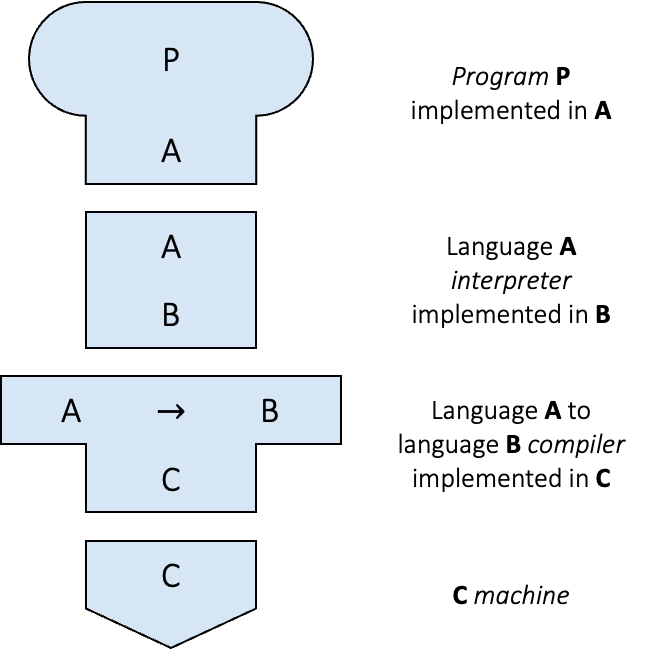 P
A
Program P
implemented in A
A
B
Language A
interpreter
implemented in B
A → B
C
Language A to
language B compiler
implemented in C
C
C machine